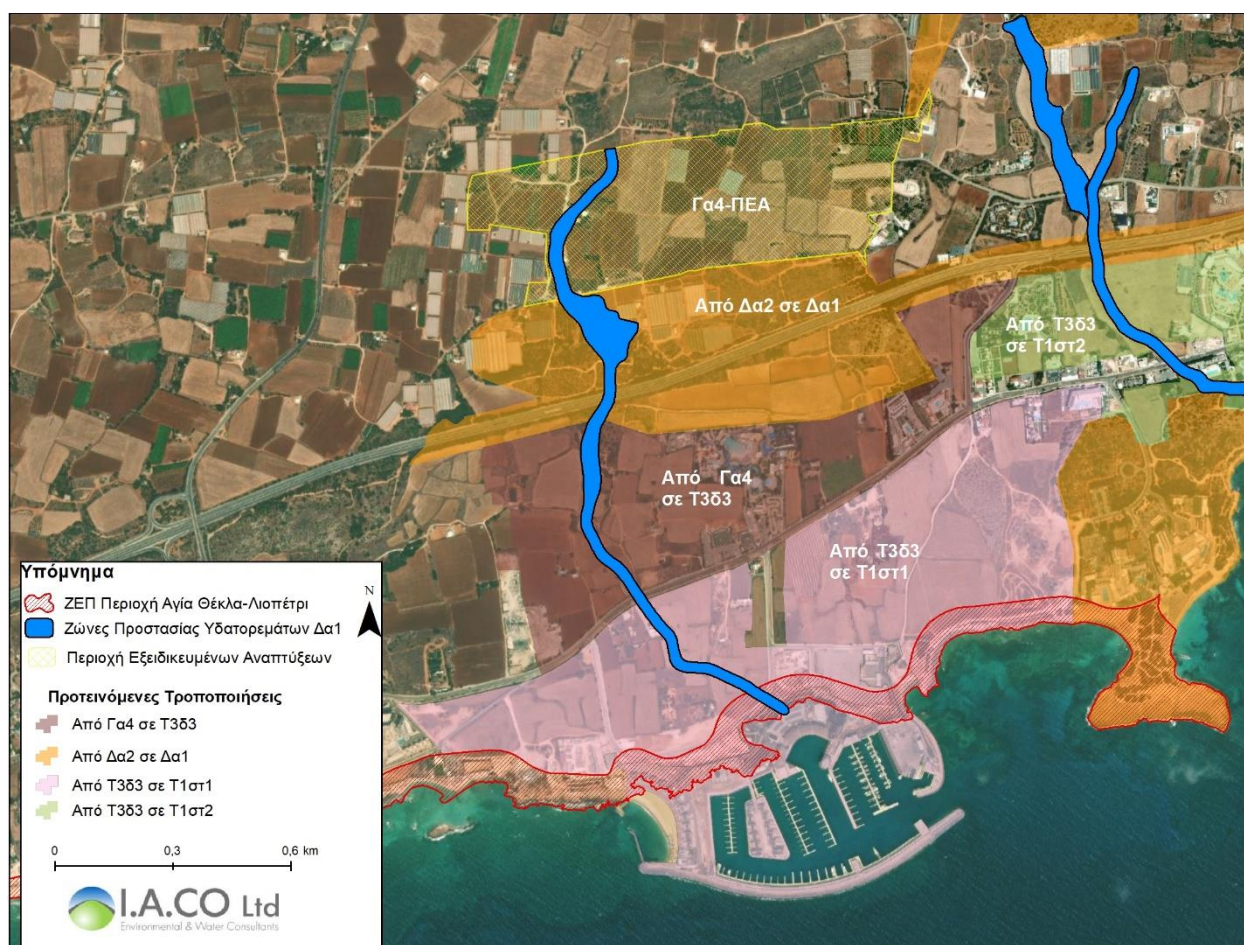 Γα4-ΠΕΑ
Από Δα2 σε Δα1
Από Τ3δ3
σε Τ1στ2
Από Γα4
σε Τ3δ3
Από Τ3δ3
σε Τ1στ1
Υπόμνημα
ΖΕΠ Περιοχή Αγία Θέκλα-Λιοπέτρι
Ζώνες Προστασίας Υδατορεμάτων Δα1
Περιοχή Εξειδικευμένων Αναπτύξεων
N
Προτεινόμενες Τροποποιήσεις
Από Γα4 σε Τ3δ3
Από Δα2 σε Δα1
Από Τ3δ3 σε Τ1στ1
Από Τ3δ3 σε Τ1στ2
0 0,3 0,6 km
I.A.CO Ltd
Environmental & Water Consultants